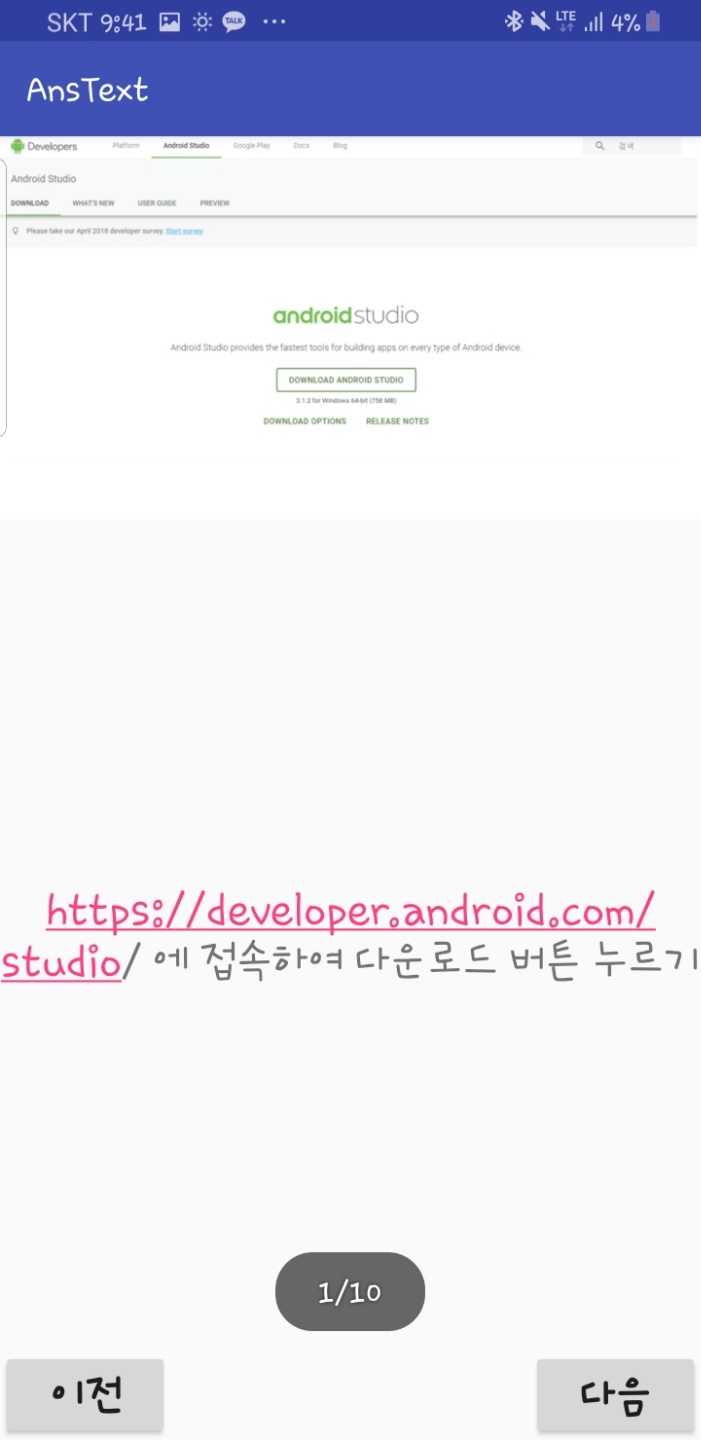 SKT 9:41 TALK ...
LTE 4%
AnsText
Developers Platform Android Studio Google Play Docs Blog 검색
Android Studio
DOWNLOAD WHAT'S NEW USER GUIDE PREVIEW
Please take our April 2018 developer survey. Start survey
androidstudio
Android Studio provides the fastest tools for building apps on every type of Android device.
DOWNLOAD ANDROID STUDIO
3.1.2 for Windows 64-bit (758 MB)
DOWNLOAD OPTIONS RELEASE NOTES
https://developer.android.com/
studio/ 에 접속하여 다운로드 버튼 누르기
1/10
이전 다음